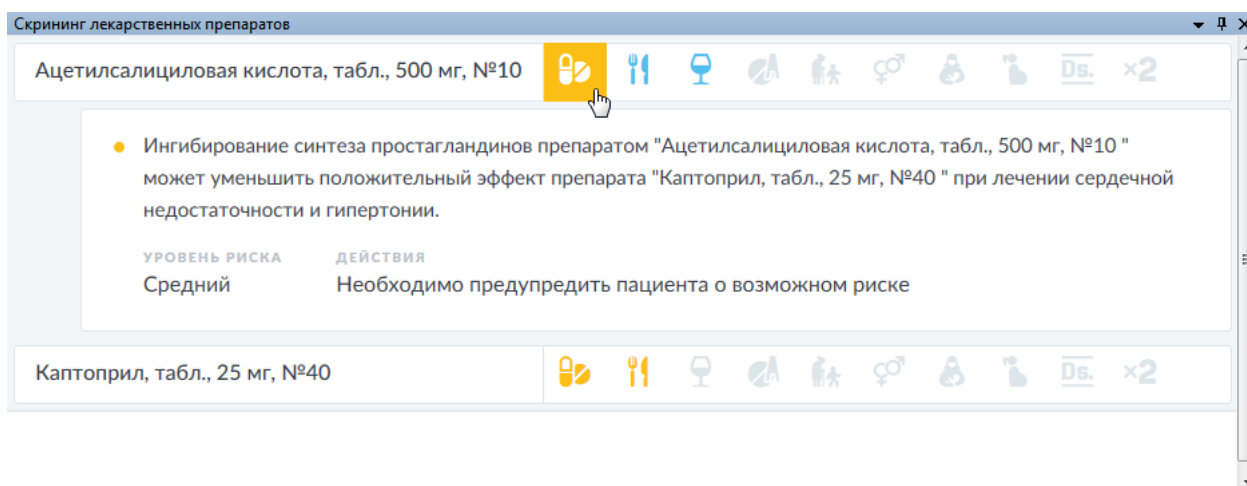 Скрининг лекарственных препаратов
Ацетилсалициловая кислота, табл., 500 мг, №10
Ds. ×2
Ингибирование синтеза простагландинов препаратом "Ацетилсалициловая кислота, табл., 500 мг, №10 "
может уменьшить положительный эффект препарата "Каптоприл, табл., 25 мг, №40 " при лечении сердечной
недостаточности и гипертонии.
УРОВЕНЬ РИСКА ДЕЙСТВИЯ
Средний Необходимо предупредить пациента о возможном риске
Каптоприл, табл., 25 мг, №40
Ds. ×2